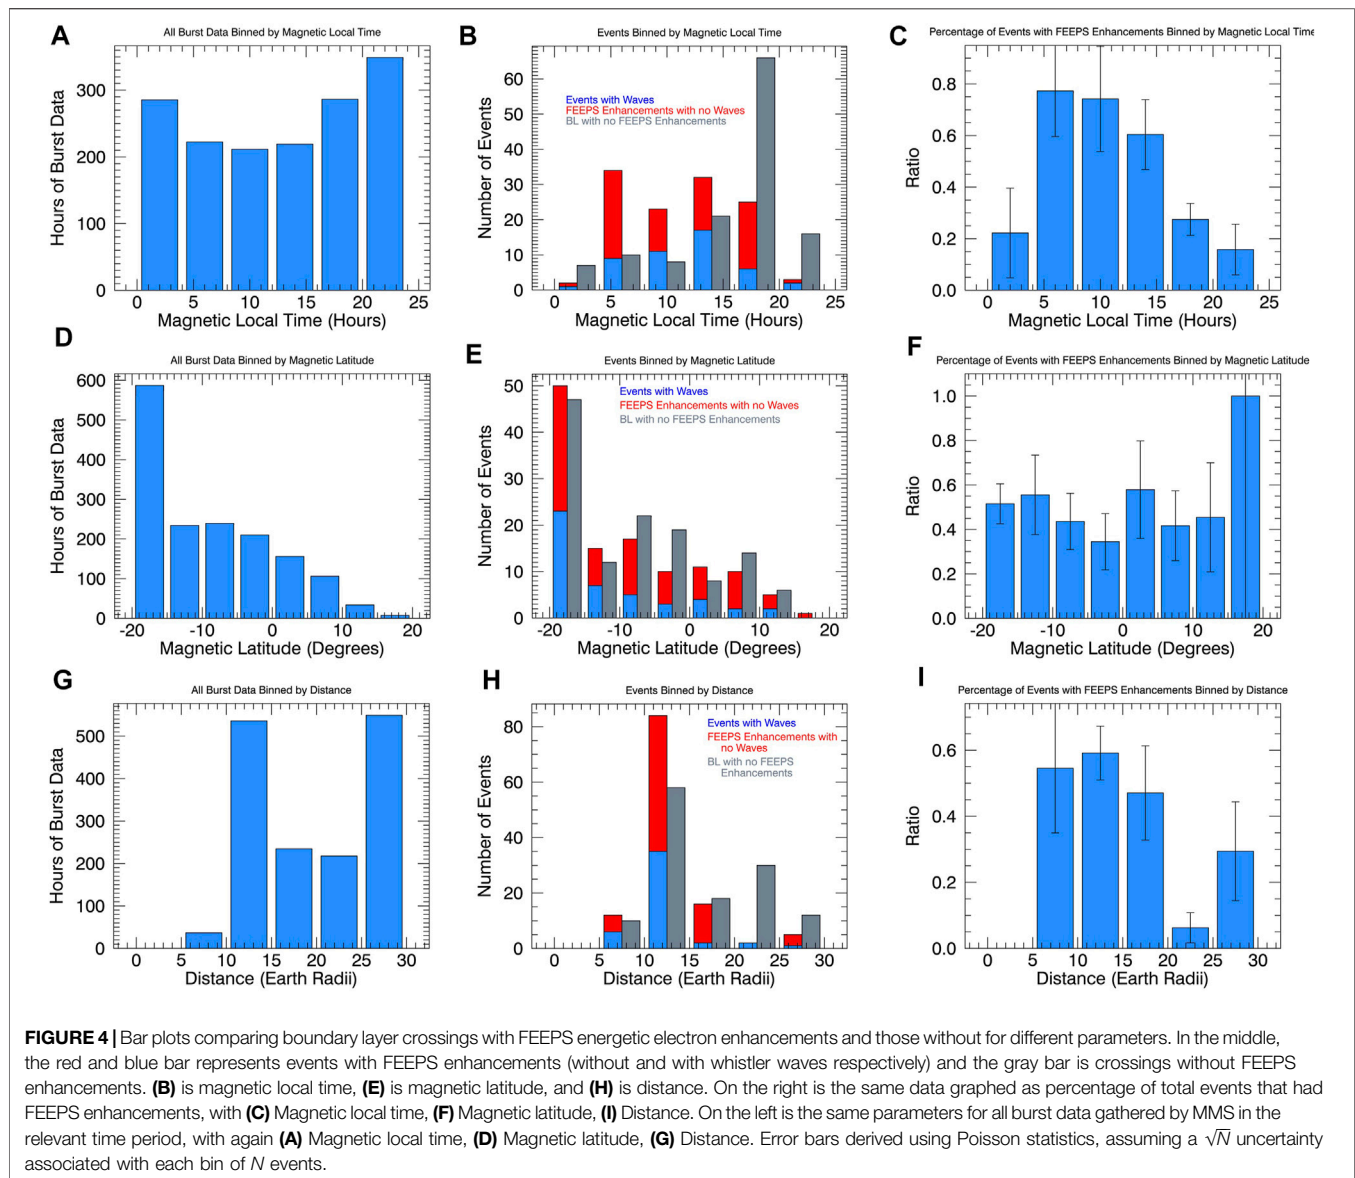 A
All Burst Data Binned by Magnetic Local Time
Hours of Burst Data
300
200
100
0
0 5 10 15 20 25
Magnetic Local Time (Hours)
B
Events Binned by Magnetic Local Time
Number of Events
60
50
40
30
20
10
0
Events with Waves
FEEPS Enhancements with no Waves
BL with no FEEPS Enhancements
0 5 10 15 20 25
Magnetic Local Time (Hours)
C
Percentage of Events with FEEPS Enhancements Binned by Magnetic Local Time
Ratio
0.8
0.6
0.4
0.2
0.0
0 5 10 15 20 25
Magnetic Local Time (Hours)
D
All Burst Data Binned by Magnetic Latitude
Hours of Burst Data
600
500
400
300
200
100
0
-20 -10 0 10 20
Magnetic Latitude (Degrees)
E
Events Binned by Magnetic Latitude
Number of Events
50
40
30
20
10
0
Events with Waves
FEEPS Enhancements with no Waves
BL with no FEEPS Enhancements
-20 -10 0 10 20
Magnetic Latitude (Degrees)
F
Percentage of Events with FEEPS Enhancements Binned by Magnetic Latitude
Ratio
1.0
0.8
0.6
0.4
0.2
0.0
-20 -10 0 10 20
Magnetic Latitude (Degrees)
G
All Burst Data Binned by Distance
Hours of Burst Data
500
400
300
200
100
0
0 5 10 15 20 25 30
Distance (Earth Radii)
H
Events Binned by Distance
Number of Events
80
60
40
20
0
Events with Waves
FEEPS Enhancements with
no Waves
BL with no FEEPS
Enhancements
0 5 10 15 20 25 30
Distance (Earth Radii)
I
Percentage of Events with FEEPS Enhancements Binned by Distance
Ratio
0.6
0.4
0.2
0.0
0 5 10 15 20 25 30
Distance (Earth Radii)
FIGURE 4 | Bar plots comparing boundary layer crossings with FEEPS energetic electron enhancements and those without for different parameters. In the middle,
the red and blue bar represents events with FEEPS enhancements (without and with whistler waves respectively) and the gray bar is crossings without FEEPS
enhancements. (B) is magnetic local time, (E) is magnetic latitude, and (H) is distance. On the right is the same data graphed as percentage of total events that had
FEEPS enhancements, with (C) Magnetic local time, (F) Magnetic latitude, (I) Distance. On the left is the same parameters for all burst data gathered by MMS in the
relevant time period, with again (A) Magnetic local time, (D) Magnetic latitude, (G) Distance. Error bars derived using Poisson statistics, assuming a √N uncertainty
associated with each bin of N events.